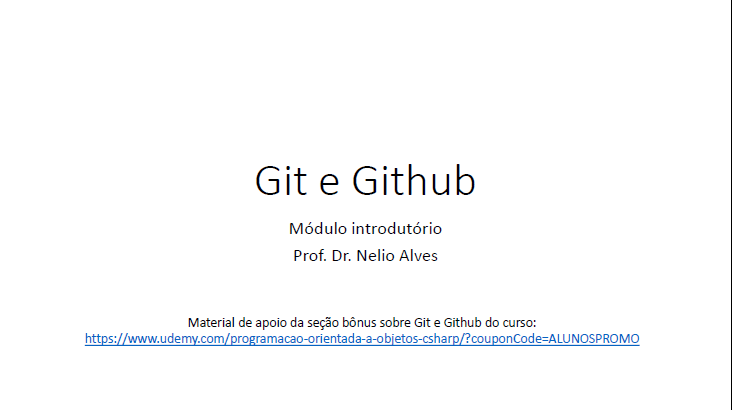 Git e Github
Módulo introdutório
Prof. Dr. Nelio Alves
Material de apoio da seção bônus sobre Git e Github do curso:
https://www.udemy.com/programacao-orientada-a-objetos-csharp/?couponCode=ALUNOSPROMO